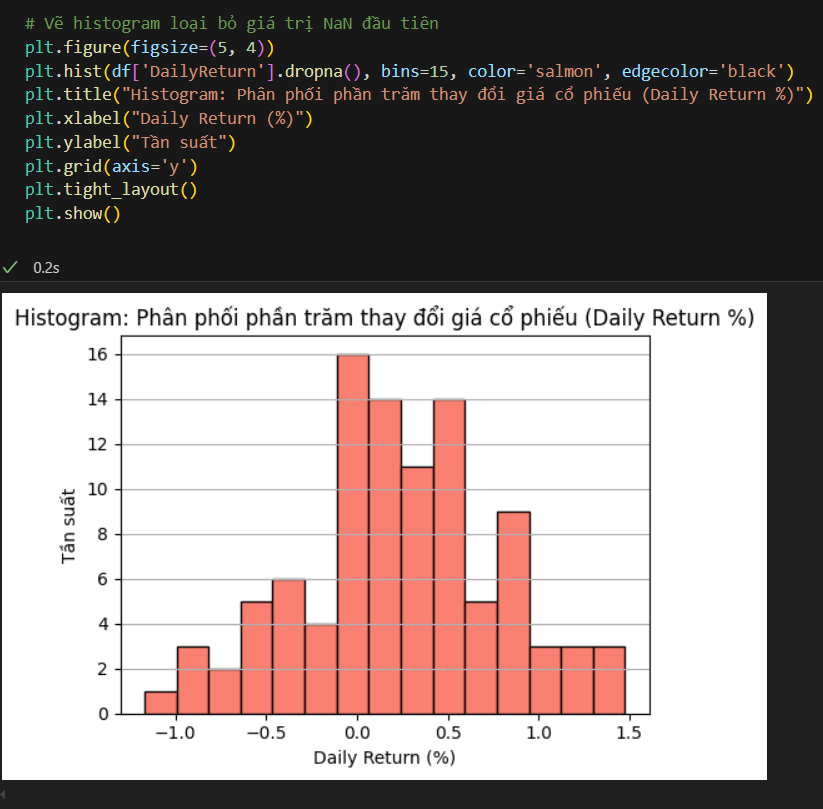 # Vẽ histogram loại bỏ giá trị NaN đầu tiên
plt.figure(figsize=(5, 4))
plt.hist(df['DailyReturn'].dropna(), bins=15, color='salmon', edgecolor='black')
plt.title("Histogram: Phân phối phần trăm thay đổi giá cổ phiếu (Daily Return %)")
plt.xlabel("Daily Return (%)")
plt.ylabel("Tần suất")
plt.grid(axis='y')
plt.tight_layout()
plt.show()
0.2s
Histogram: Phân phối phần trăm thay đổi giá cổ phiếu (Daily Return %)
16
14
12
10
8
6
4
2
0
Tần suất
−1.0 −0.5 0.0 0.5 1.0 1.5
Daily Return (%)